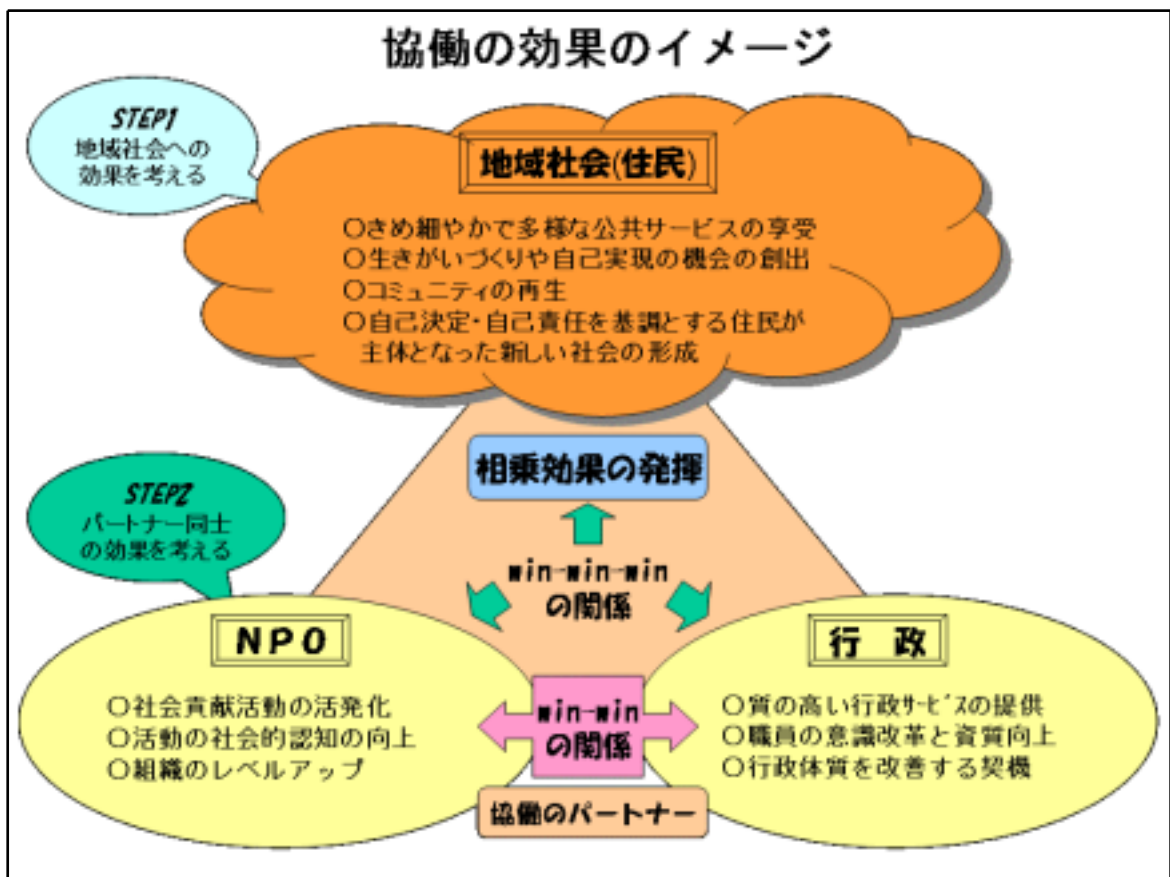 協働の効果のイメージ
STEP1
地域社会への
効果を考える
地域社会(住民)
○きめ細やかで多様な公共サービスの享受
○生きがいづくりや自己実現の機会の創出
○コミュニティの再生
○自己決定・自己責任を基調とする住民が
主体となった新しい社会の形成
相乗効果の発揮
STEP2
パートナー同士
の効果を考える
win-win-win
の関係
NPO
○社会貢献活動の活発化
○活動の社会的認知の向上
○組織のレベルアップ
win-win
の関係
行 政
○質の高い行政サービスの提供
○職員の意識改革と資質向上
○行政体質を改善する契機
協働のパートナー